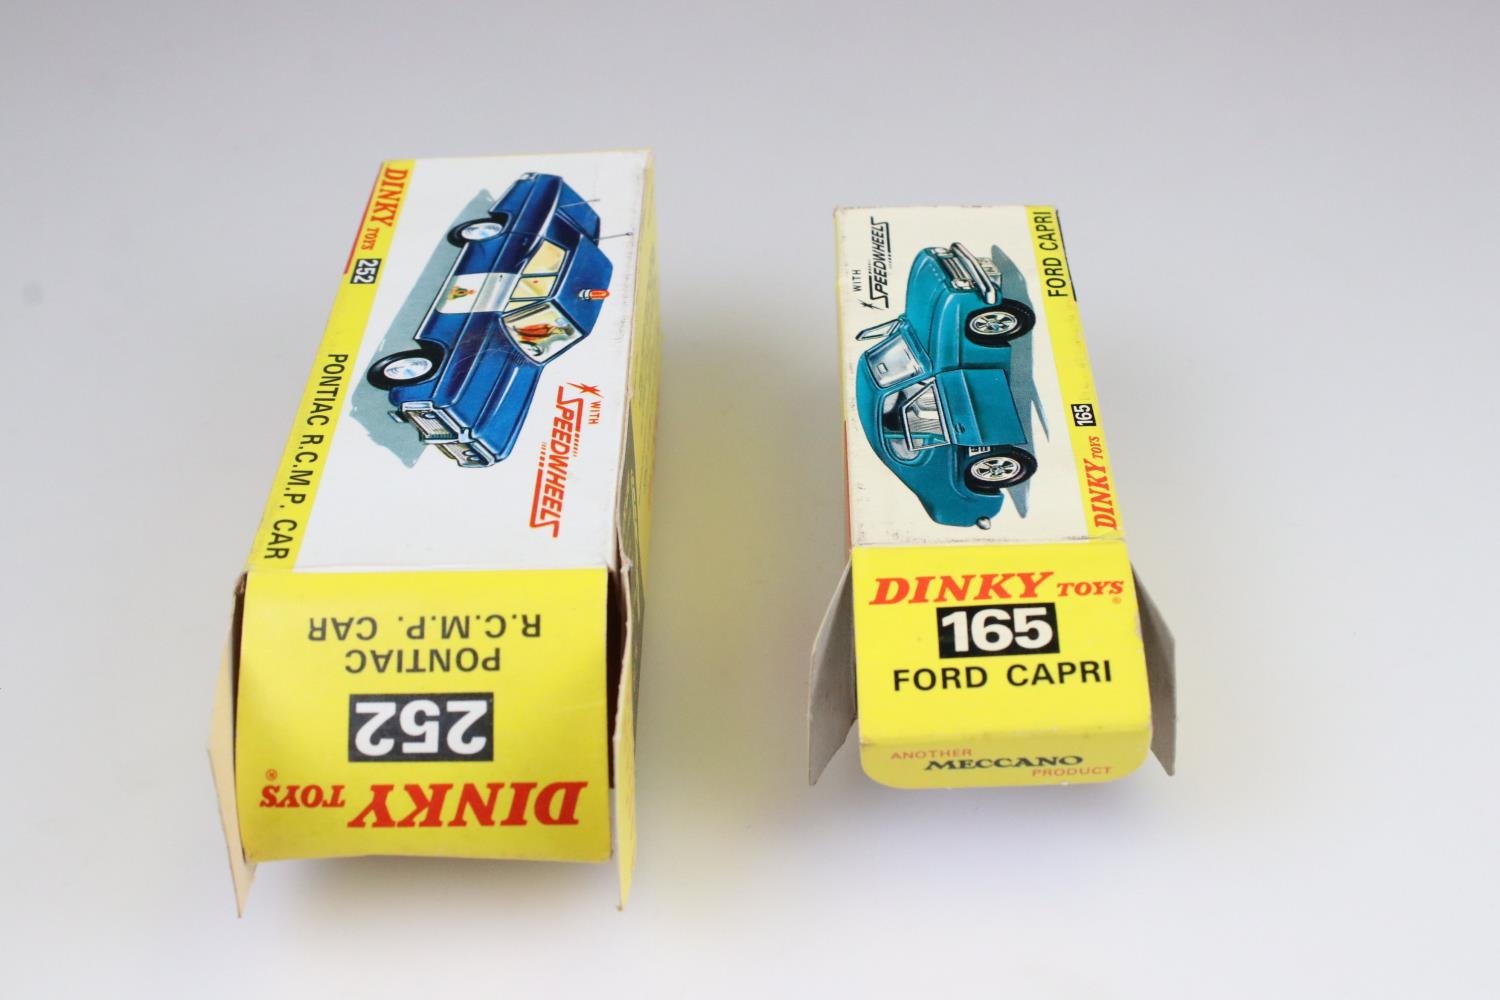 DINKY TOYS 252
PONTIAC R.C.M.P. CAR
WITH
SPEEDWHEELS
PONTIAC
R.C.M.P. CAR
252
DINKY TOYS®
WITH
SPEEDWHEELS
DINKY TOYS 165 FORD CAPRI
DINKY TOYS®
165
FORD CAPRI
ANOTHER
MECCANO
PRODUCT